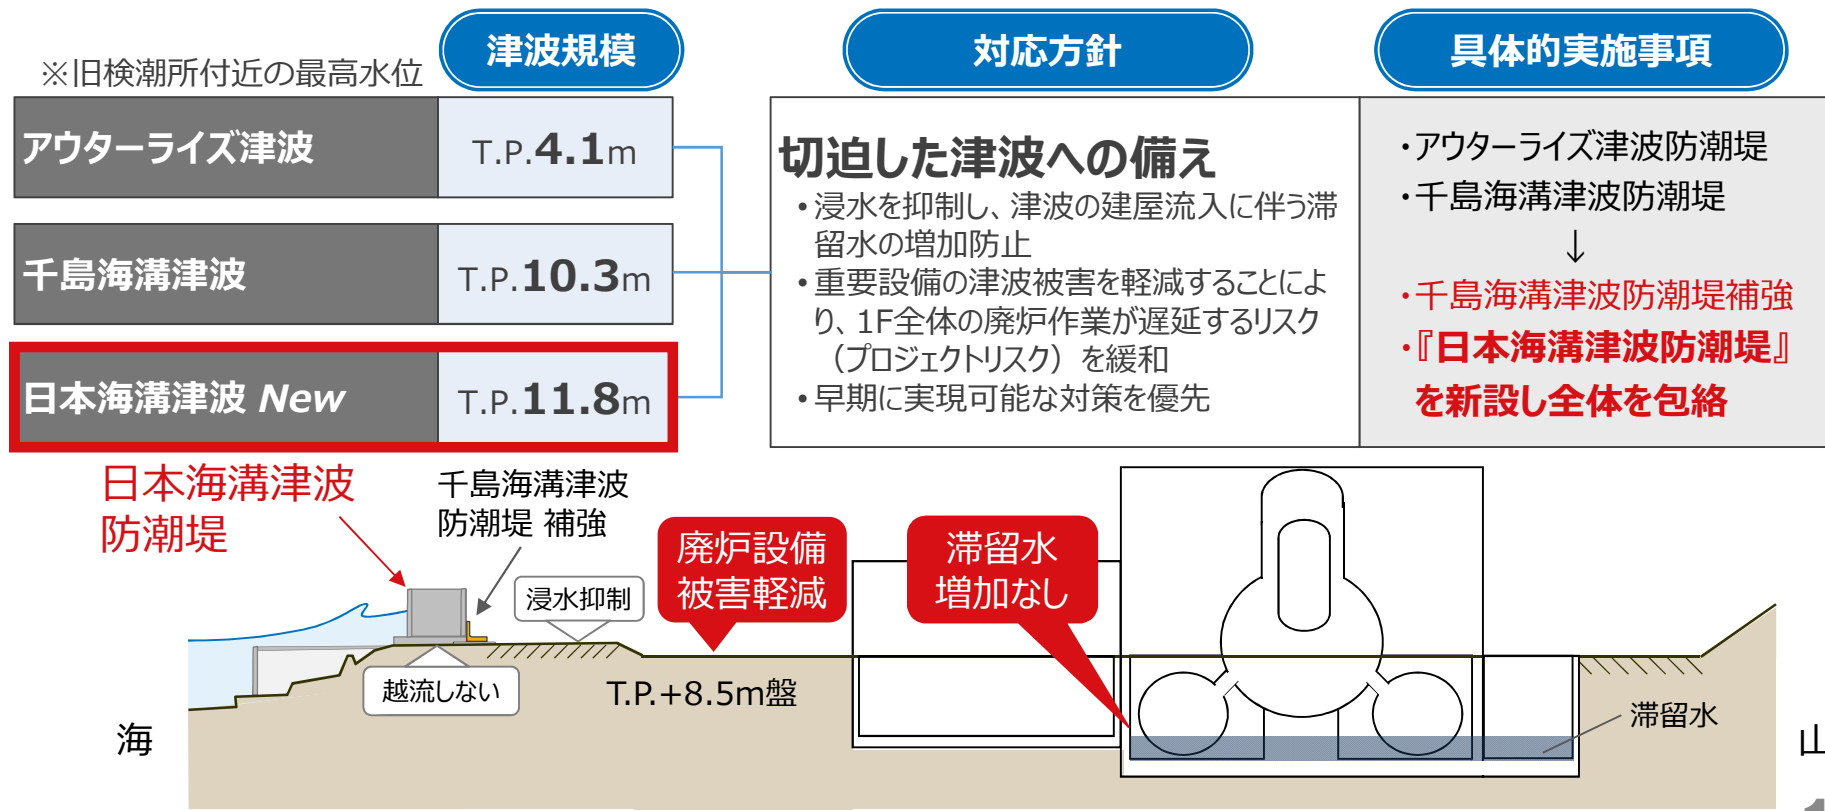 津波規模
対応方針
具体的実施事項
※旧検潮所付近の最高水位
アウターライズ津波
T.P.4.1m
千島海溝津波
T.P.10.3m
日本海溝津波 New
T.P.11.8m
切迫した津波への備え
・浸水を抑制し、津波の建屋流入に伴う滞
留水の増加防止
・重要設備の津波被害を軽減することによ
り、1F全体の廃炉作業が遅延するリスク
（プロジェクトリスク）を緩和
・早期に実現可能な対策を優先
・アウターライズ津波防潮堤
・千島海溝津波防潮堤
↓
・千島海溝津波防潮堤補強
・『日本海溝津波防潮堤』
を新設し全体を包絡
日本海溝津波
防潮堤
千島海溝津波
防潮堤 補強
浸水抑制
廃炉設備
被害軽減
滞留水
増加なし
越流しない
T.P.+8.5m盤
滞留水
海
山